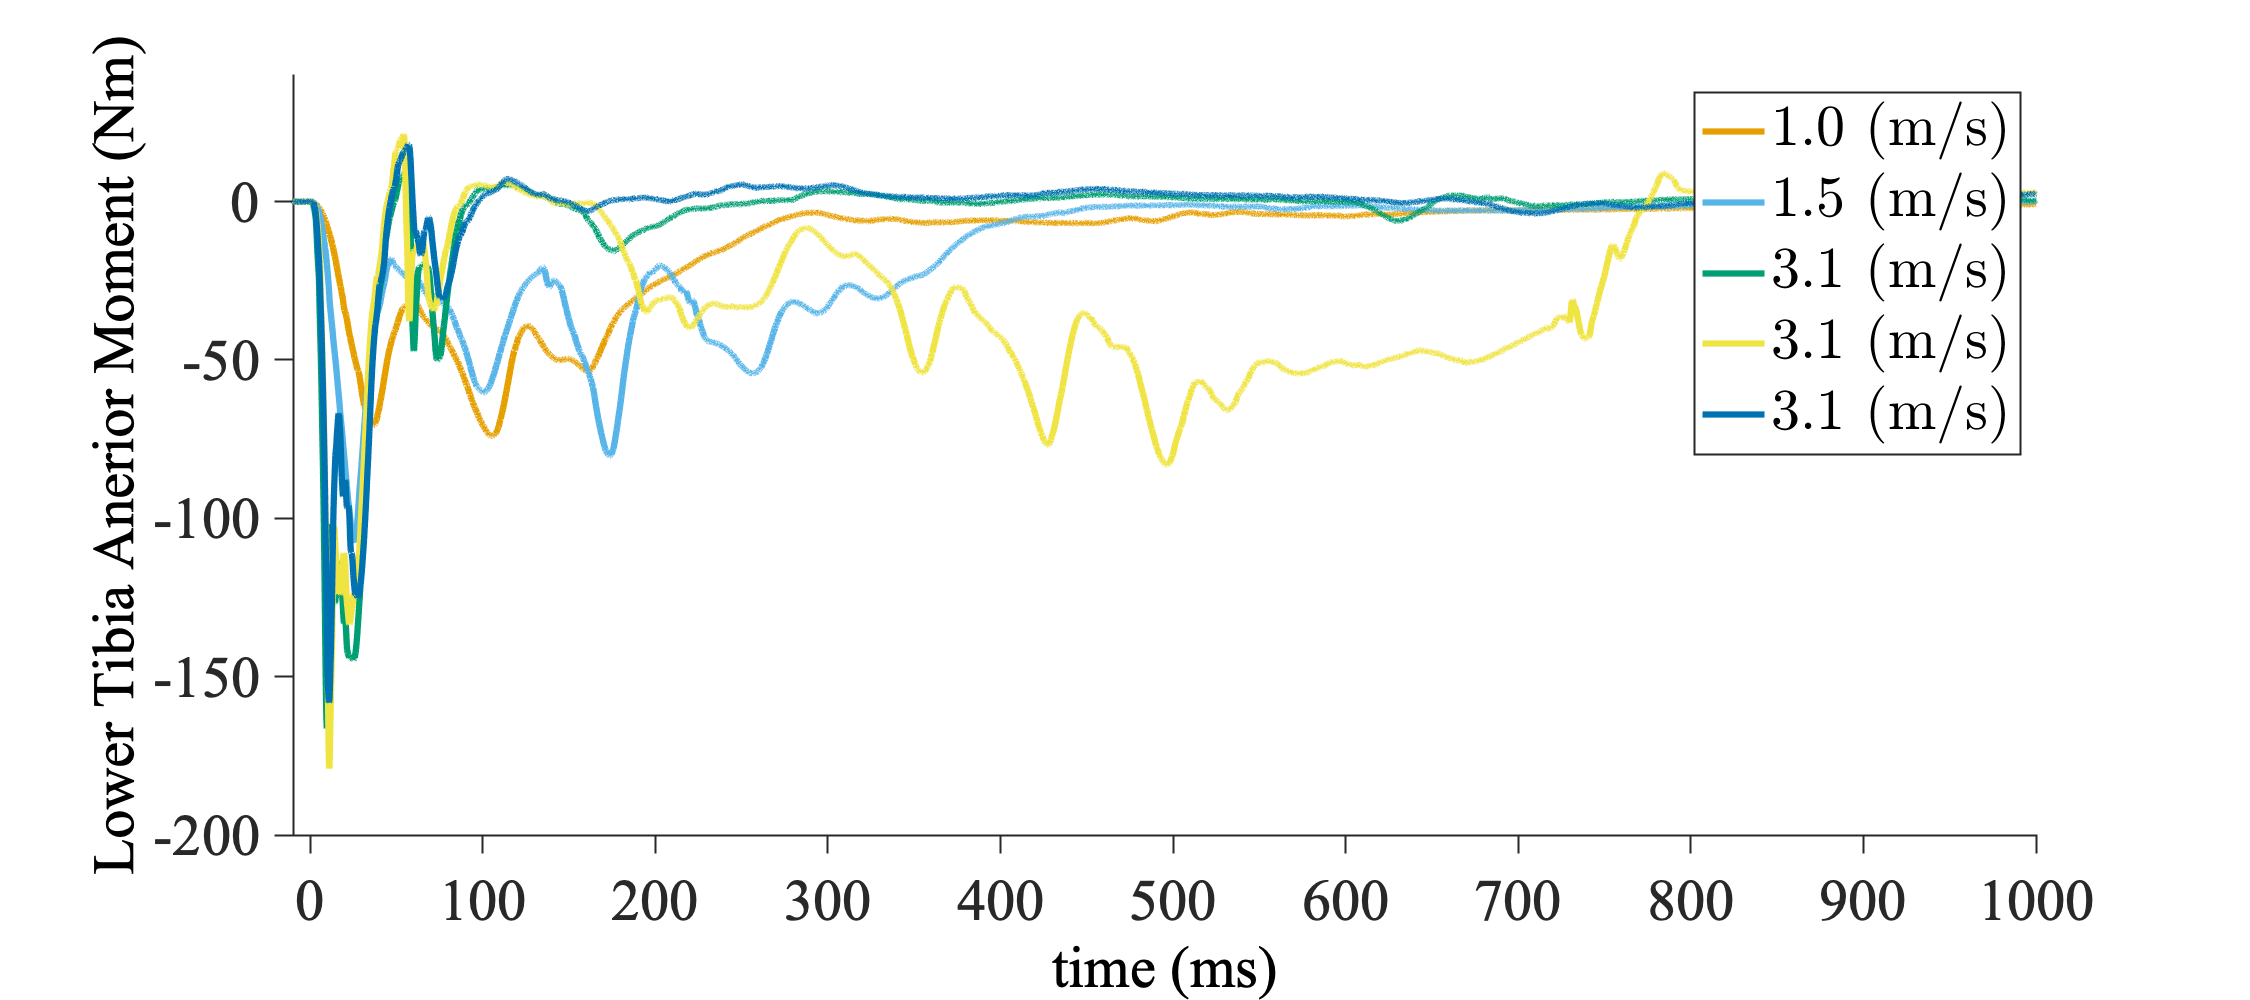 Lower Tibia Anerior Moment (Nm)
0
-50
-100
-150
-200
0 100 200 300 400 500 600 700 800 900 1000
time (ms)
1.0 (m/s)
1.5 (m/s)
3.1 (m/s)
3.1 (m/s)
3.1 (m/s)